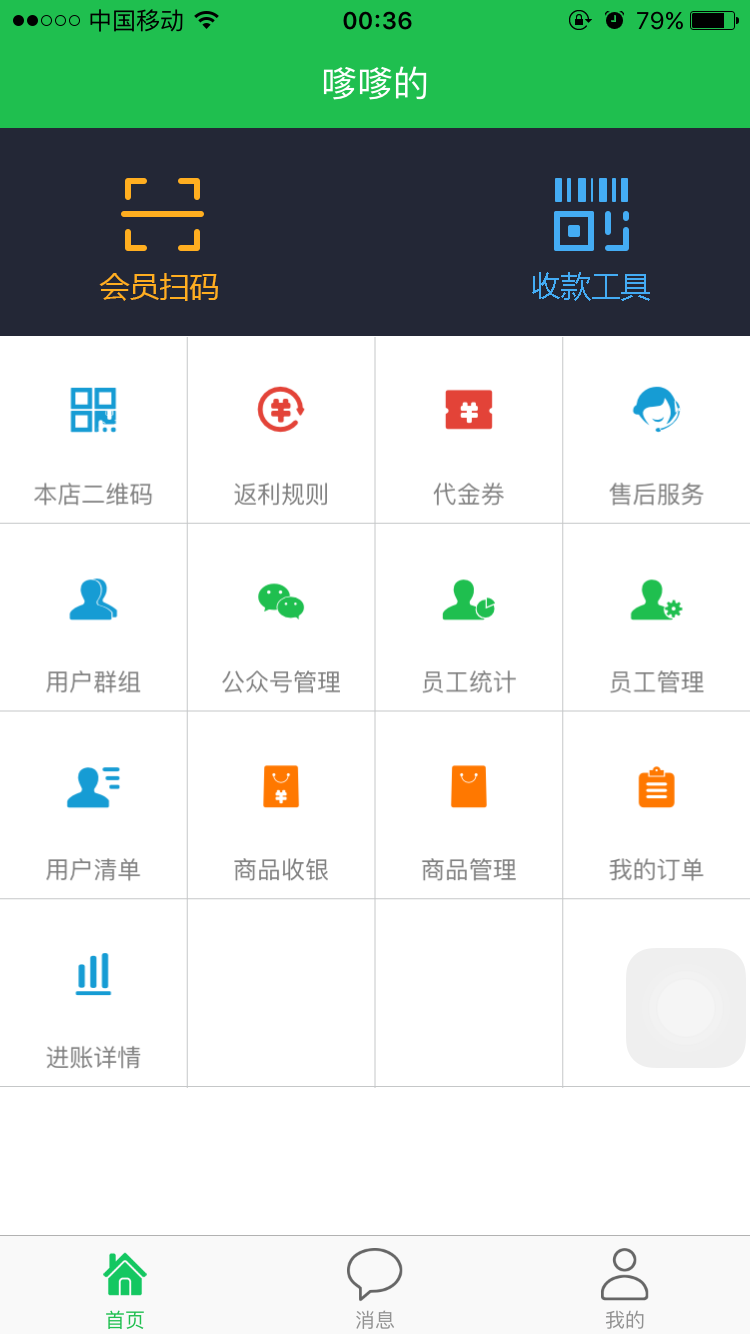 中国移动 00:36 79%
嗲嗲的
会员扫码 收款工具
本店二维码 返利规则 代金券 售后服务
用户群组 公众号管理 员工统计 员工管理
用户清单 商品收银 商品管理 我的订单
进账详情
首页 消息 我的